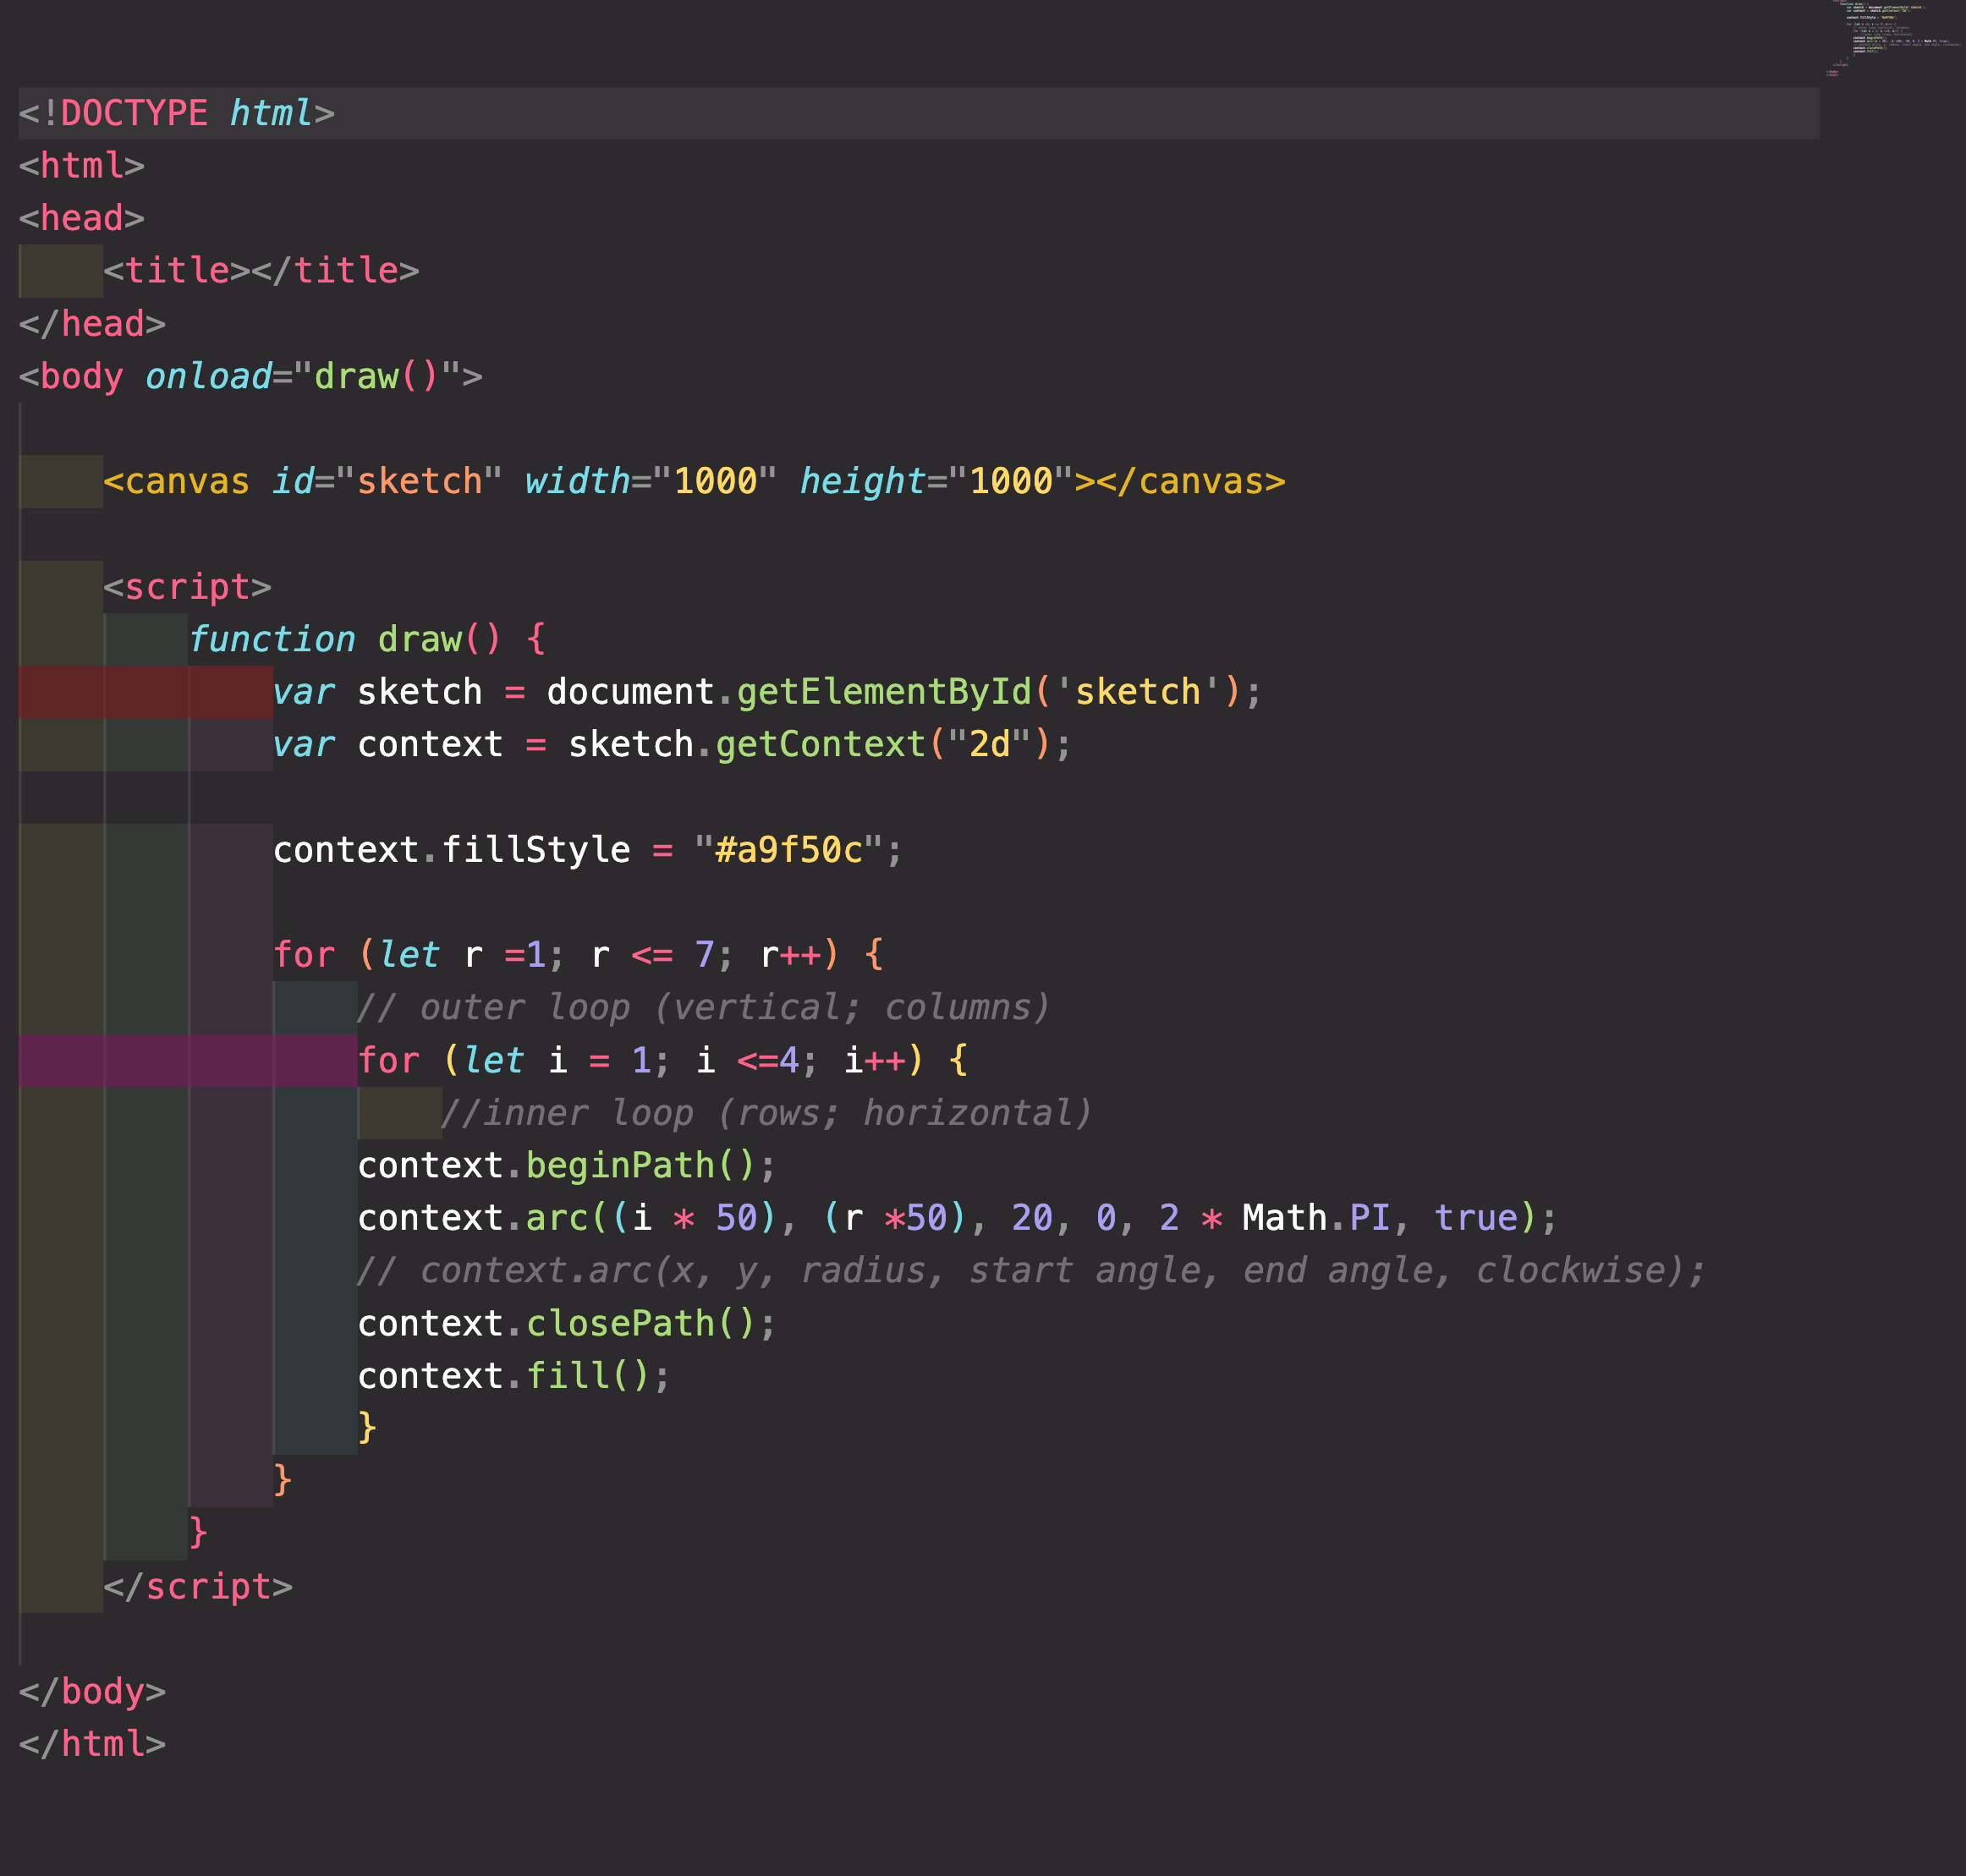 <!DOCTYPE html>
<html>
<head>
    <title></title>
</head>
<body onload="draw()">

    <canvas id="sketch" width="1000" height="1000"></canvas>

    <script>
        function draw() {
            var sketch = document.getElementById('sketch');
            var context = sketch.getContext("2d");

            context.fillStyle = "#a9f50c";

            for (let r =1; r <= 7; r++) {
                // outer loop (vertical; columns)
                for (let i = 1; i <=4; i++) {
                    //inner loop (rows; horizontal)
                context.beginPath();
                context.arc((i * 50), (r *50), 20, 0, 2 * Math.PI, true);
                // context.arc(x, y, radius, start angle, end angle, clockwise);
                context.closePath();
                context.fill();
                }
            }
        }
    </script>

</body>
</html>